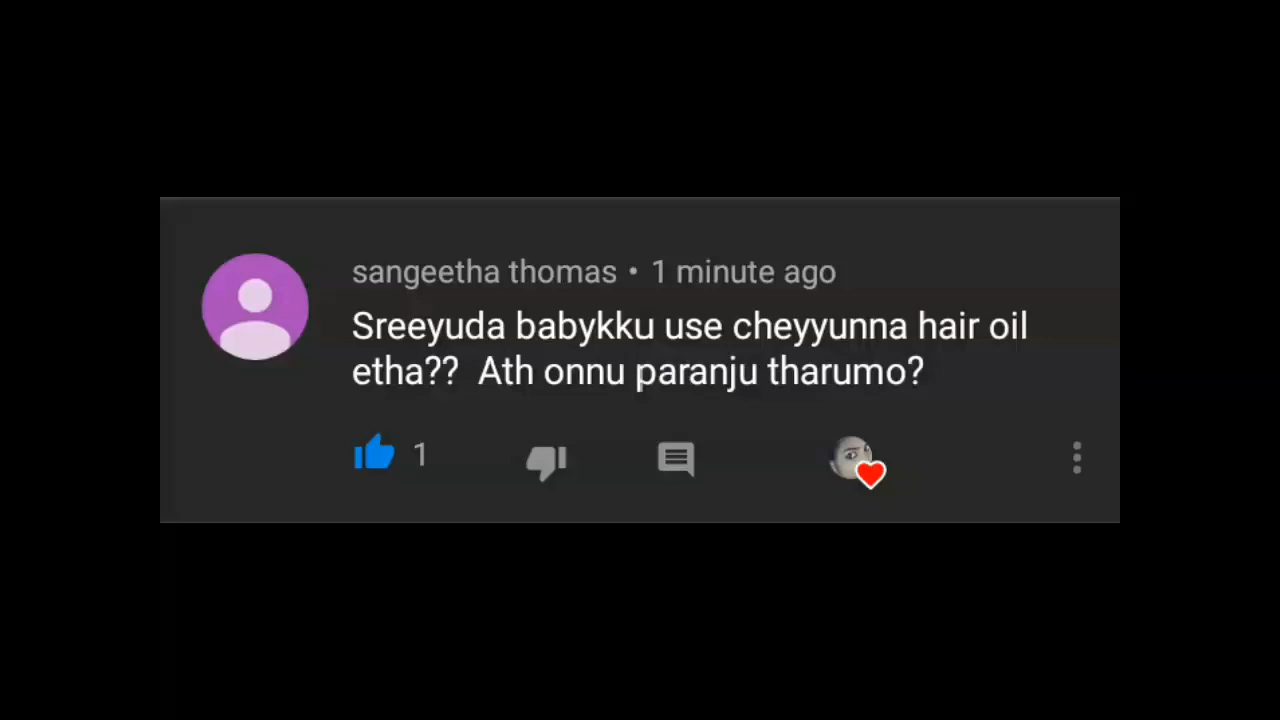 sangeetha thomas • 1 minute ago
Sreeyuda babykku use cheyyunna hair oil
etha??  Ath onnu paranju tharumo?
1